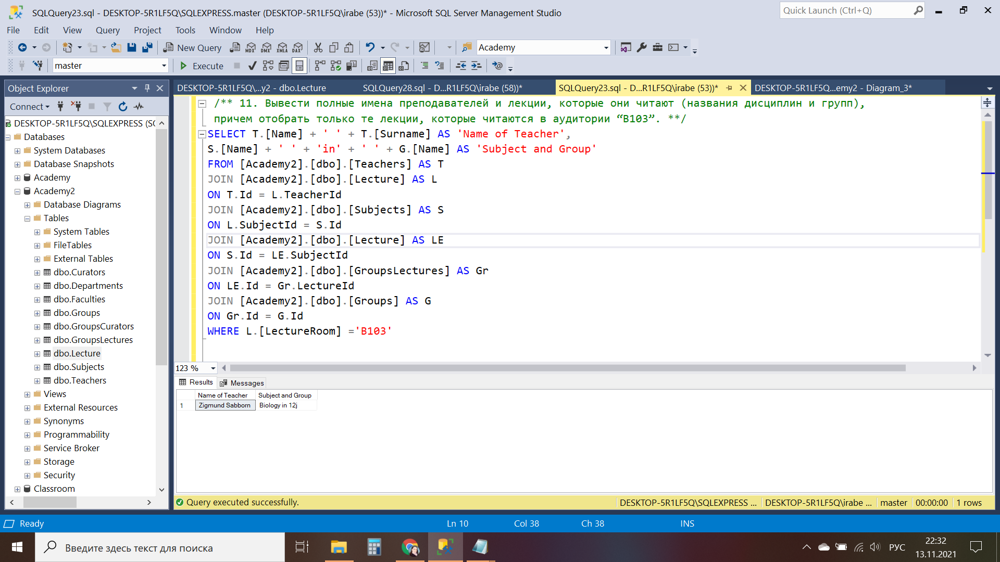 SQLQuery23.sql - DESKTOP-5R1LF5Q\SQLEXPRESS.master (DESKTOP-5R1LF5Q\irabe (53))* - Microsoft SQL Server Management Studio
Quick Launch (Ctrl+Q)
File Edit View Query Project Tools Window Help
New Query MDX DMX XMLA DAX Academy
master Execute
Object Explorer
DESKTOP-5R1LF5Q\...y2 - dbo.Lecture SQLQuery28.sql - D...R1LF5Q\irabe (58))* SQLQuery23.sql - D...R1LF5Q\irabe (53))* DESKTOP-5R1LF5Q...emy2 - Diagram_3*
Connect
DESKTOP-5R1LF5Q\SQLEXPRESS (SQ
Databases
System Databases
Database Snapshots
Academy
Academy2
Database Diagrams
Tables
System Tables
FileTables
External Tables
dbo.Curators
dbo.Departments
dbo.Faculties
dbo.Groups
dbo.GroupsCurators
dbo.GroupsLectures
dbo.Lecture
dbo.Subjects
dbo.Teachers
Views
External Resources
Synonyms
Programmability
Service Broker
Storage
Security
Classroom
/** 11. Вывести полные имена преподавателей и лекции, которые они читают (названия дисциплин и групп),
причем отобрать только те лекции, которые читаются в аудитории “B103”. **/
SELECT T.[Name] + ' ' + T.[Surname] AS 'Name of Teacher',
S.[Name] + ' ' + 'in' + ' ' + G.[Name] AS 'Subject and Group'
FROM [Academy2].[dbo].[Teachers] AS T
JOIN [Academy2].[dbo].[Lecture] AS L
ON T.Id = L.TeacherId
JOIN [Academy2].[dbo].[Subjects] AS S
ON L.SubjectId = S.Id
JOIN [Academy2].[dbo].[Lecture] AS LE
ON S.Id = LE.SubjectId
JOIN [Academy2].[dbo].[GroupsLectures] AS Gr
ON LE.Id = Gr.LectureId
JOIN [Academy2].[dbo].[Groups] AS G
ON Gr.Id = G.Id
WHERE L.[LectureRoom] ='B103'
123 %
Results Messages
Name of Teacher Subject and Group
1 Zigmund Sabborn Biology in 12j
Query executed successfully. DESKTOP-5R1LF5Q\SQLEXPRESS ... DESKTOP-5R1LF5Q\irabe ... master 00:00:00 1 rows
Ready Ln 10 Col 38 Ch 38 INS
Введите здесь текст для поиска
РУС
22:32
13.11.2021